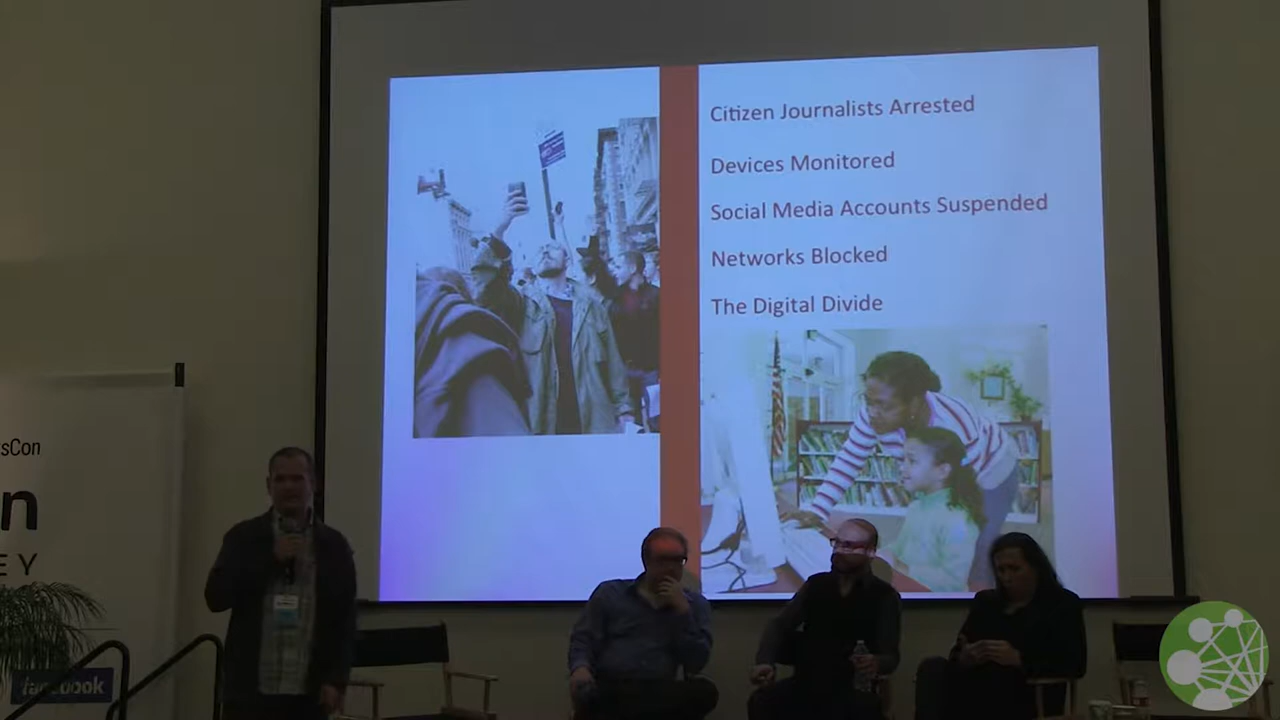 Citizen Journalists Arrested
Devices Monitored
Social Media Accounts Suspended
Networks Blocked
The Digital Divide
sCon
n
EY
facebook